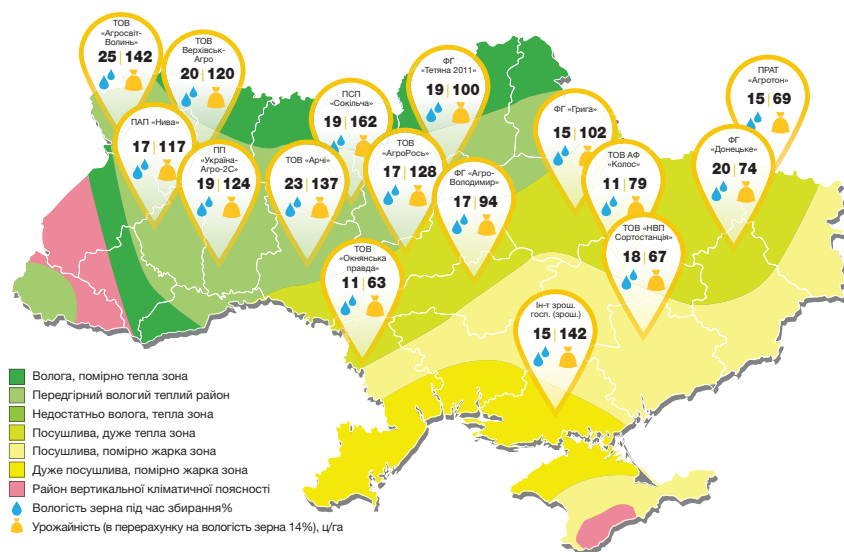 ТОВ
«Агросвіт-
Волинь»
25 | 142
ТОВ
Верхівськ-
Агро
20 | 120
ПАП «Нива»
17 | 117
ПП
«Україна-
Агро-2С»
19 | 124
ТОВ «Арчі»
23 | 137
ПСП
«Сокільча»
19 | 162
ФГ
«Тетяна 2011»
19 | 100
ТОВ
«АгроРось»
17 | 128
ФГ «Агро-
Володимир»
17 | 94
ФГ «Грига»
15 | 102
ТОВ АФ
«Колос»
11 | 79
ПРАТ
«Агротон»
15 | 69
ФГ
«Донецьке»
20 | 74
ТОВ «НВП
Сортостанція»
18 | 67
ТОВ
«Окнянська
правда»
11 | 63
Ін-т зрош.
госп. (зрош.)
15 | 142
Волога, помірно тепла зона
Передгірний вологий теплий район
Недостатньо волога, тепла зона
Посушлива, дуже тепла зона
Посушлива, помірно жарка зона
Дуже посушлива, помірно жарка зона
Район вертикальної кліматичної поясності
Вологість зерна під час збирання%
Урожайність (в перерахунку на вологість зерна 14%), ц/га